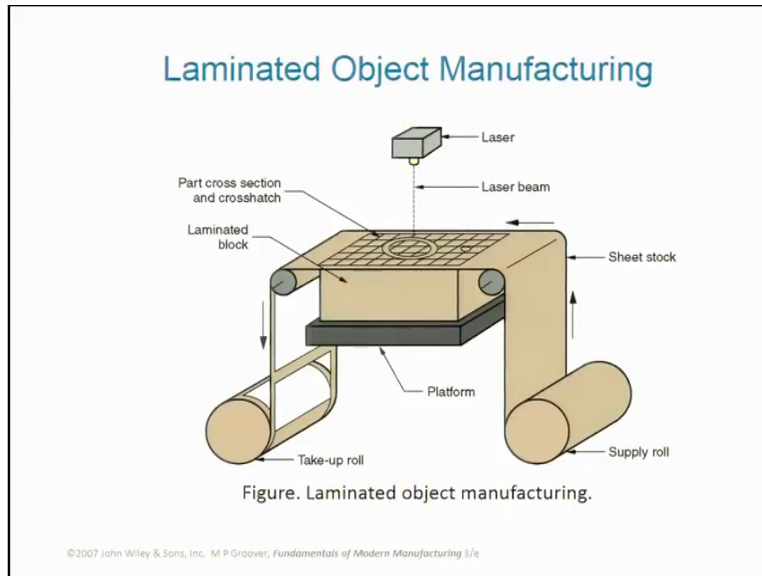 Laminated Object Manufacturing
Laser
Part cross section
and crosshatch
Laser beam
Laminated
block
Sheet stock
Platform
Take-up roll
Supply roll
Figure. Laminated object manufacturing.
©2007 John Wiley & Sons, Inc. M P Groover, Fundamentals of Modern Manufacturing 3/e